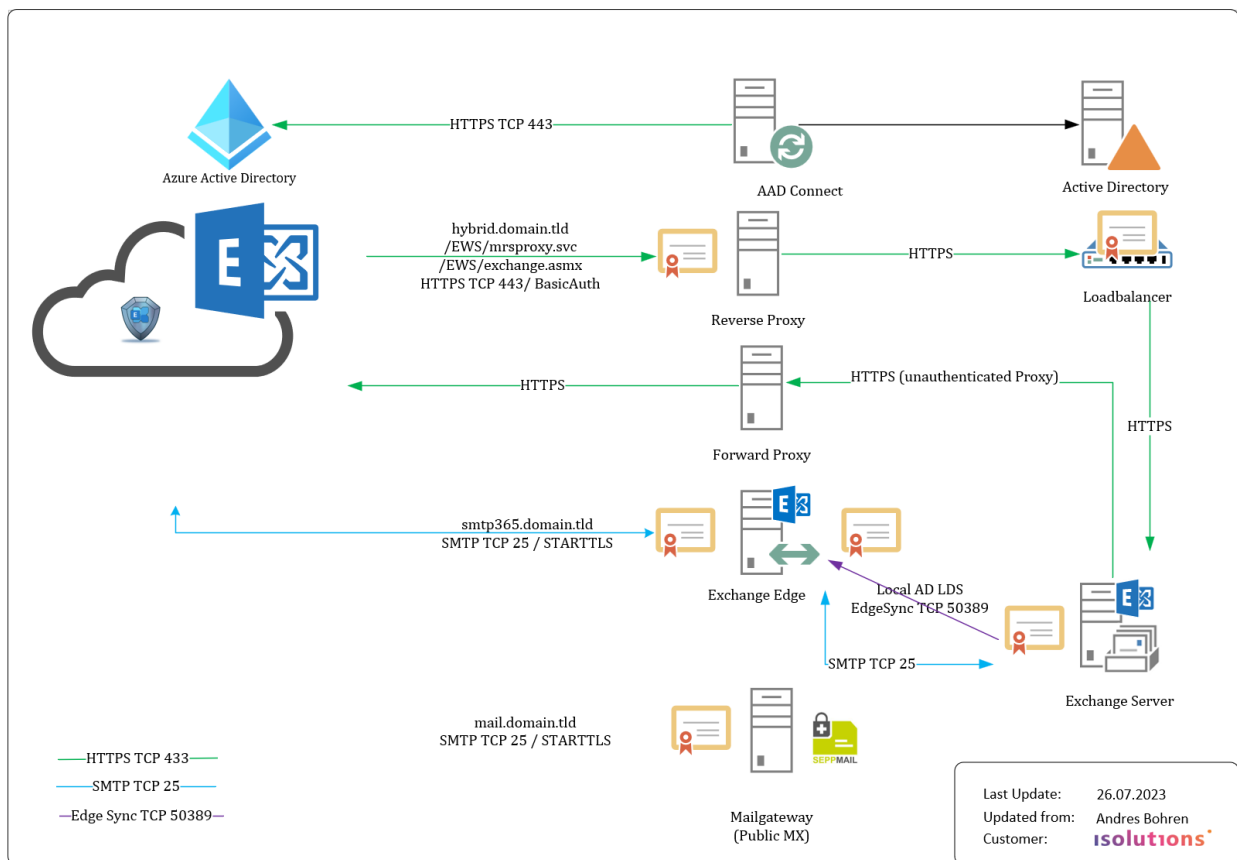 HTTPS TCP 443
Azure Active Directory
AAD Connect
Active Directory
hybrid.domain.tld
/EWS/mrsproxy.svc
/EWS/exchange.asmx
HTTPS TCP 443/ BasicAuth
E
HTTPS
Reverse Proxy
Loadbalancer
HTTPS
HTTPS (unauthenticated Proxy)
HTTPS
Forward Proxy
smtp365.domain.tld
SMTP TCP 25 / STARTTLS
E
Exchange Edge
Local AD LDS
EdgeSync TCP 50389
E
SMTP TCP 25
Exchange Server
mail.domain.tld
SMTP TCP 25 / STARTTLS
SEPPMAIL
Mailgateway
(Public MX)
HTTPS TCP 433
SMTP TCP 25
Edge Sync TCP 50389
Last Update: 26.07.2023
Updated from: Andres Bohren
Customer: isolutions